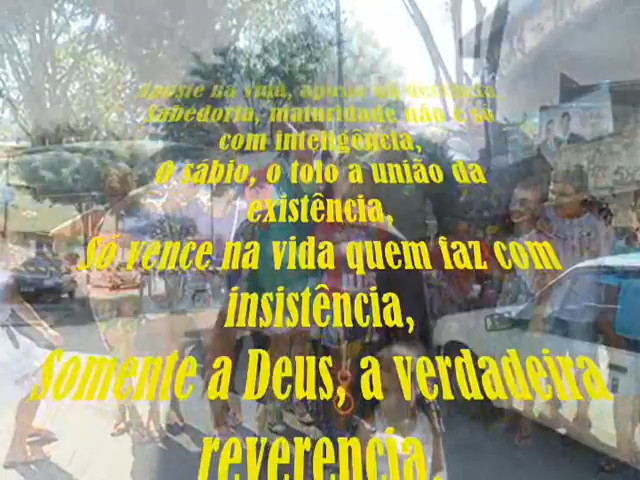 Aposte na vida, aposte na decência,
Sabedoria, maturidade não é só
com inteligência,
O sábio, o tolo a união da
existência,
Só vence na vida quem faz com
insistência,
Somente a Deus, a verdadeira
reverencia.